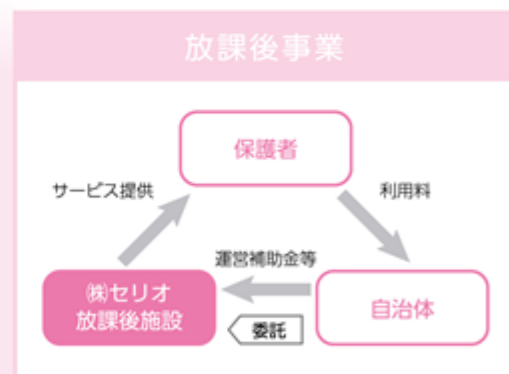 放課後事業
保護者
サービス提供
利用料
運営補助金等
㈱セリオ
放課後施設
自治体
委託